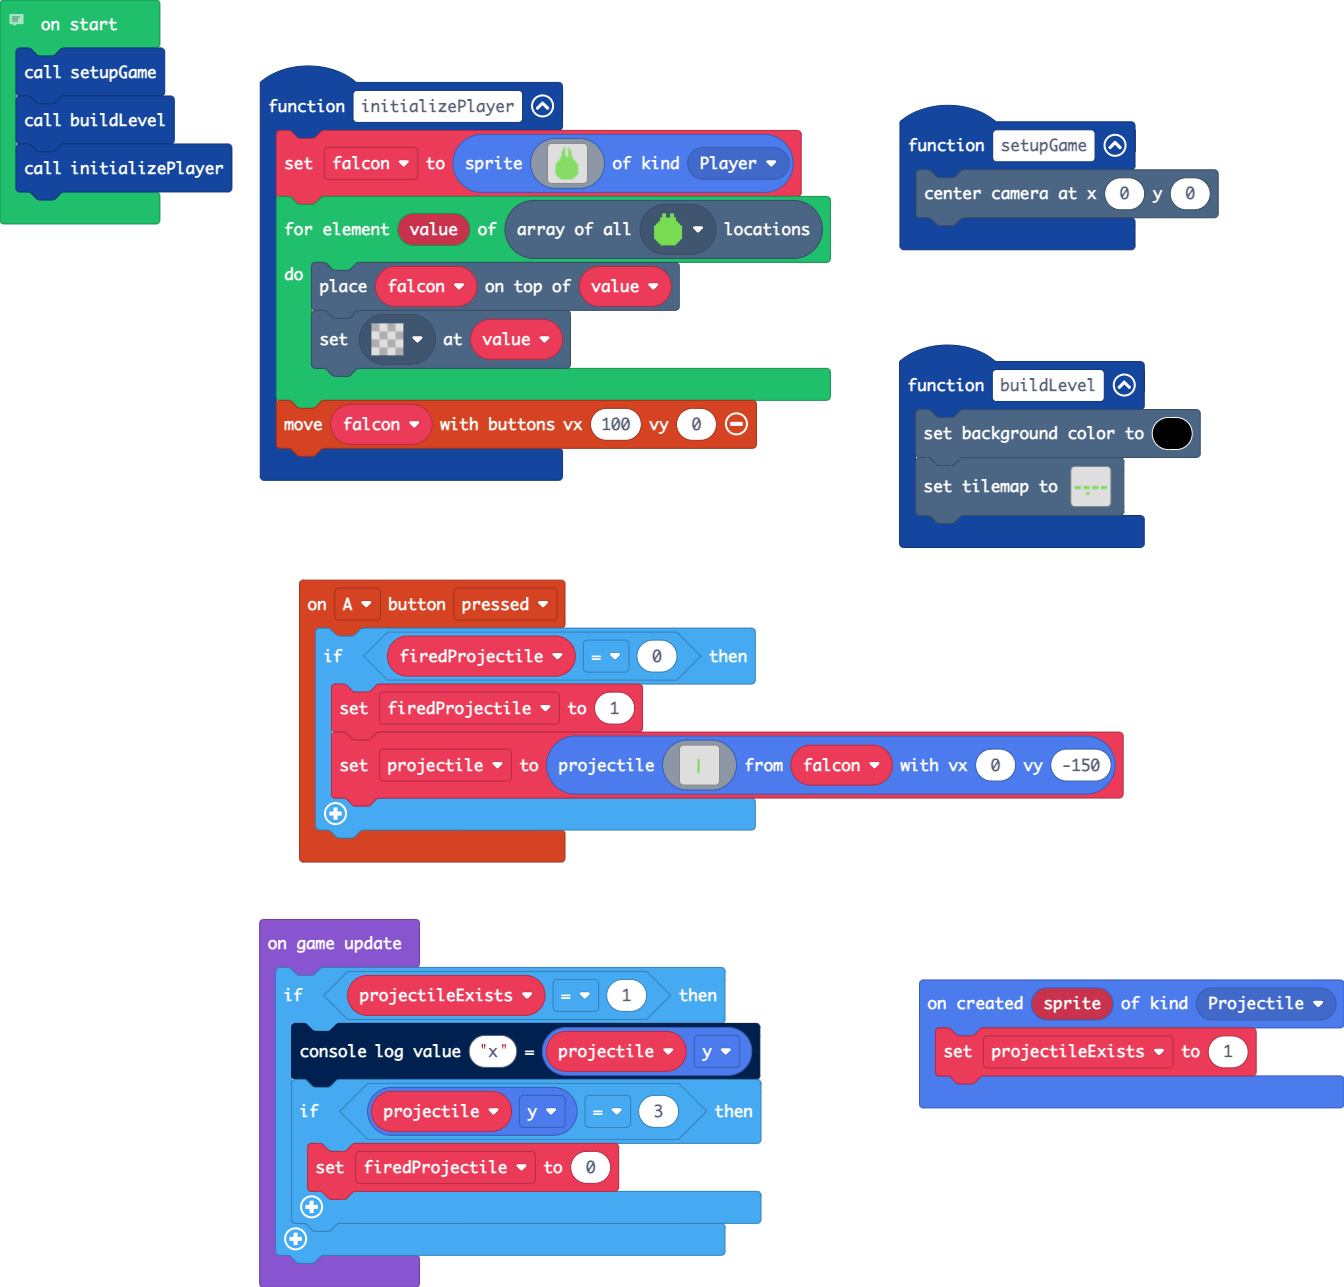 on start
call setupGame
call buildLevel
call initializePlayer
function initializePlayer
set falcon to sprite of kind Player
for element value of array of all locations
do
place falcon on top of value
set at value
move falcon with buttons vx 100 vy 0
function setupGame
center camera at x 0 y 0
function buildLevel
set background color to
set tilemap to
on A button pressed
if firedProjectile = 0 then
set firedProjectile to 1
set projectile to projectile from falcon with vx 0 vy -150
on game update
if projectileExists = 1 then
console log value "x" = projectile y
if projectile y = 3 then
set firedProjectile to 0
on created sprite of kind Projectile
set projectileExists to 1